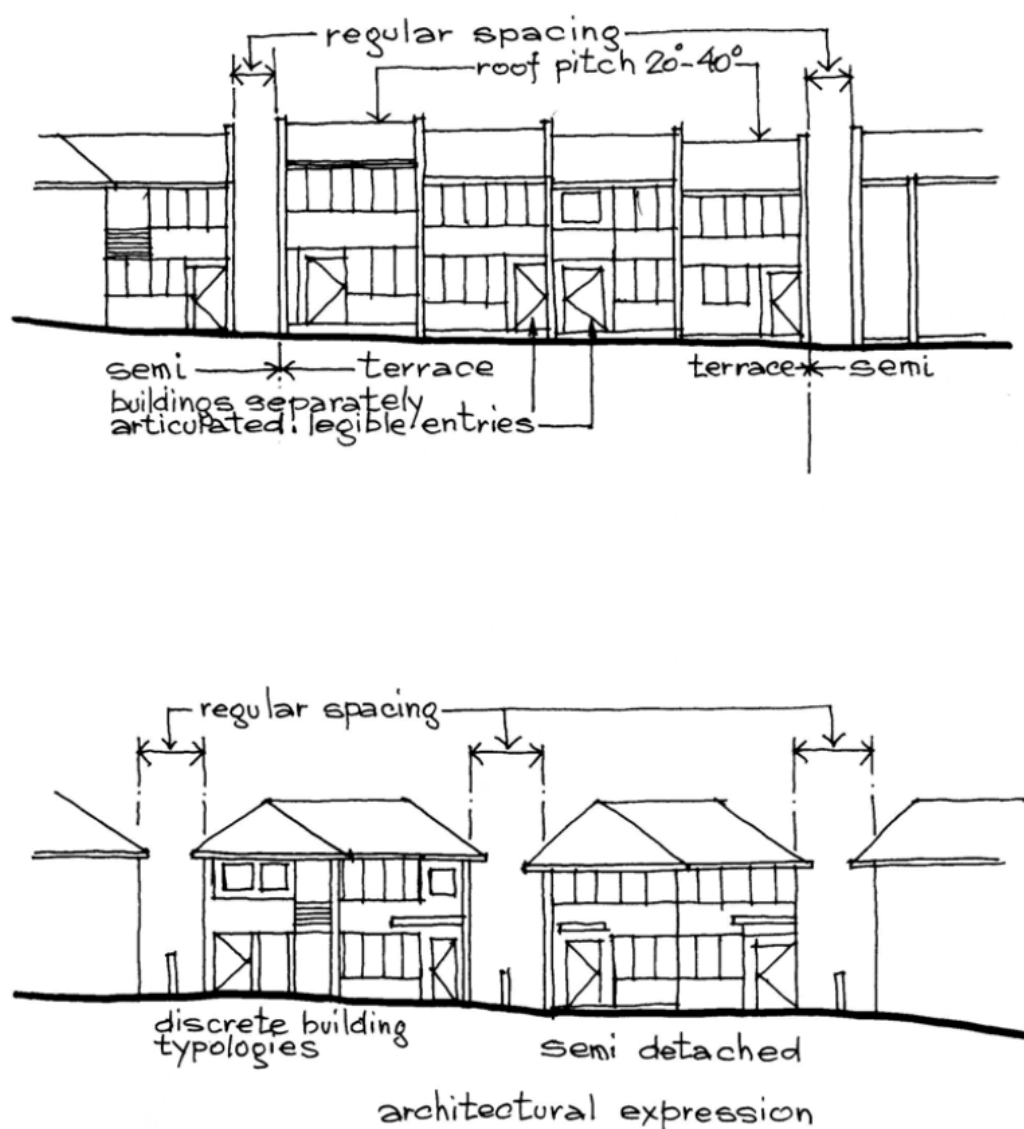 regular spacing
roof pitch 20°-40°
semi
terrace
terrace
semi
buildings separately
articulated: legible entries
regular spacing
discrete building
typologies
semi detached
architectural expression